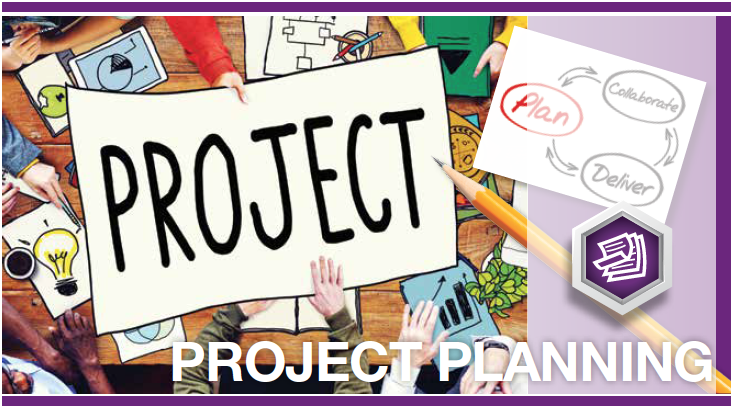 PROJECT
Plan
Collaborate
Deliver
PROJECT PLANNING